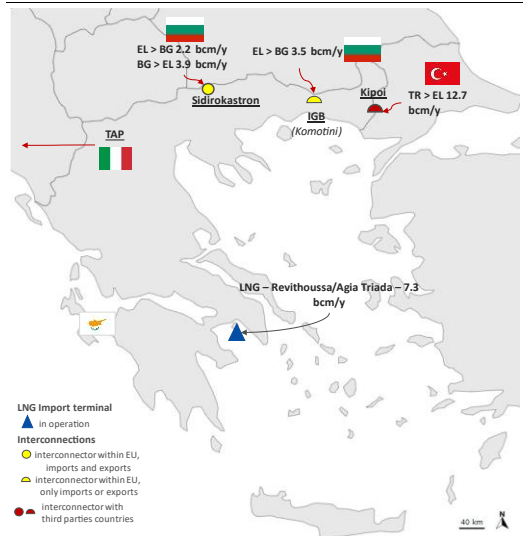 EL > BG 2.2 bcm/y
BG > EL 3.9 bcm/y
EL > BG 3.5 bcm/y
Sidirokastron
IGB
(Komotini)
Kipoi
TR > EL 12.7
bcm/y
TAP
LNG – Revithoussa/Agia Triada – 7.3
bcm/y
LNG Import terminal
in operation
Interconnections
interconnector within EU,
imports and exports
interconnector within EU,
only imports or exports
interconnector with
third parties countries
40 km
N